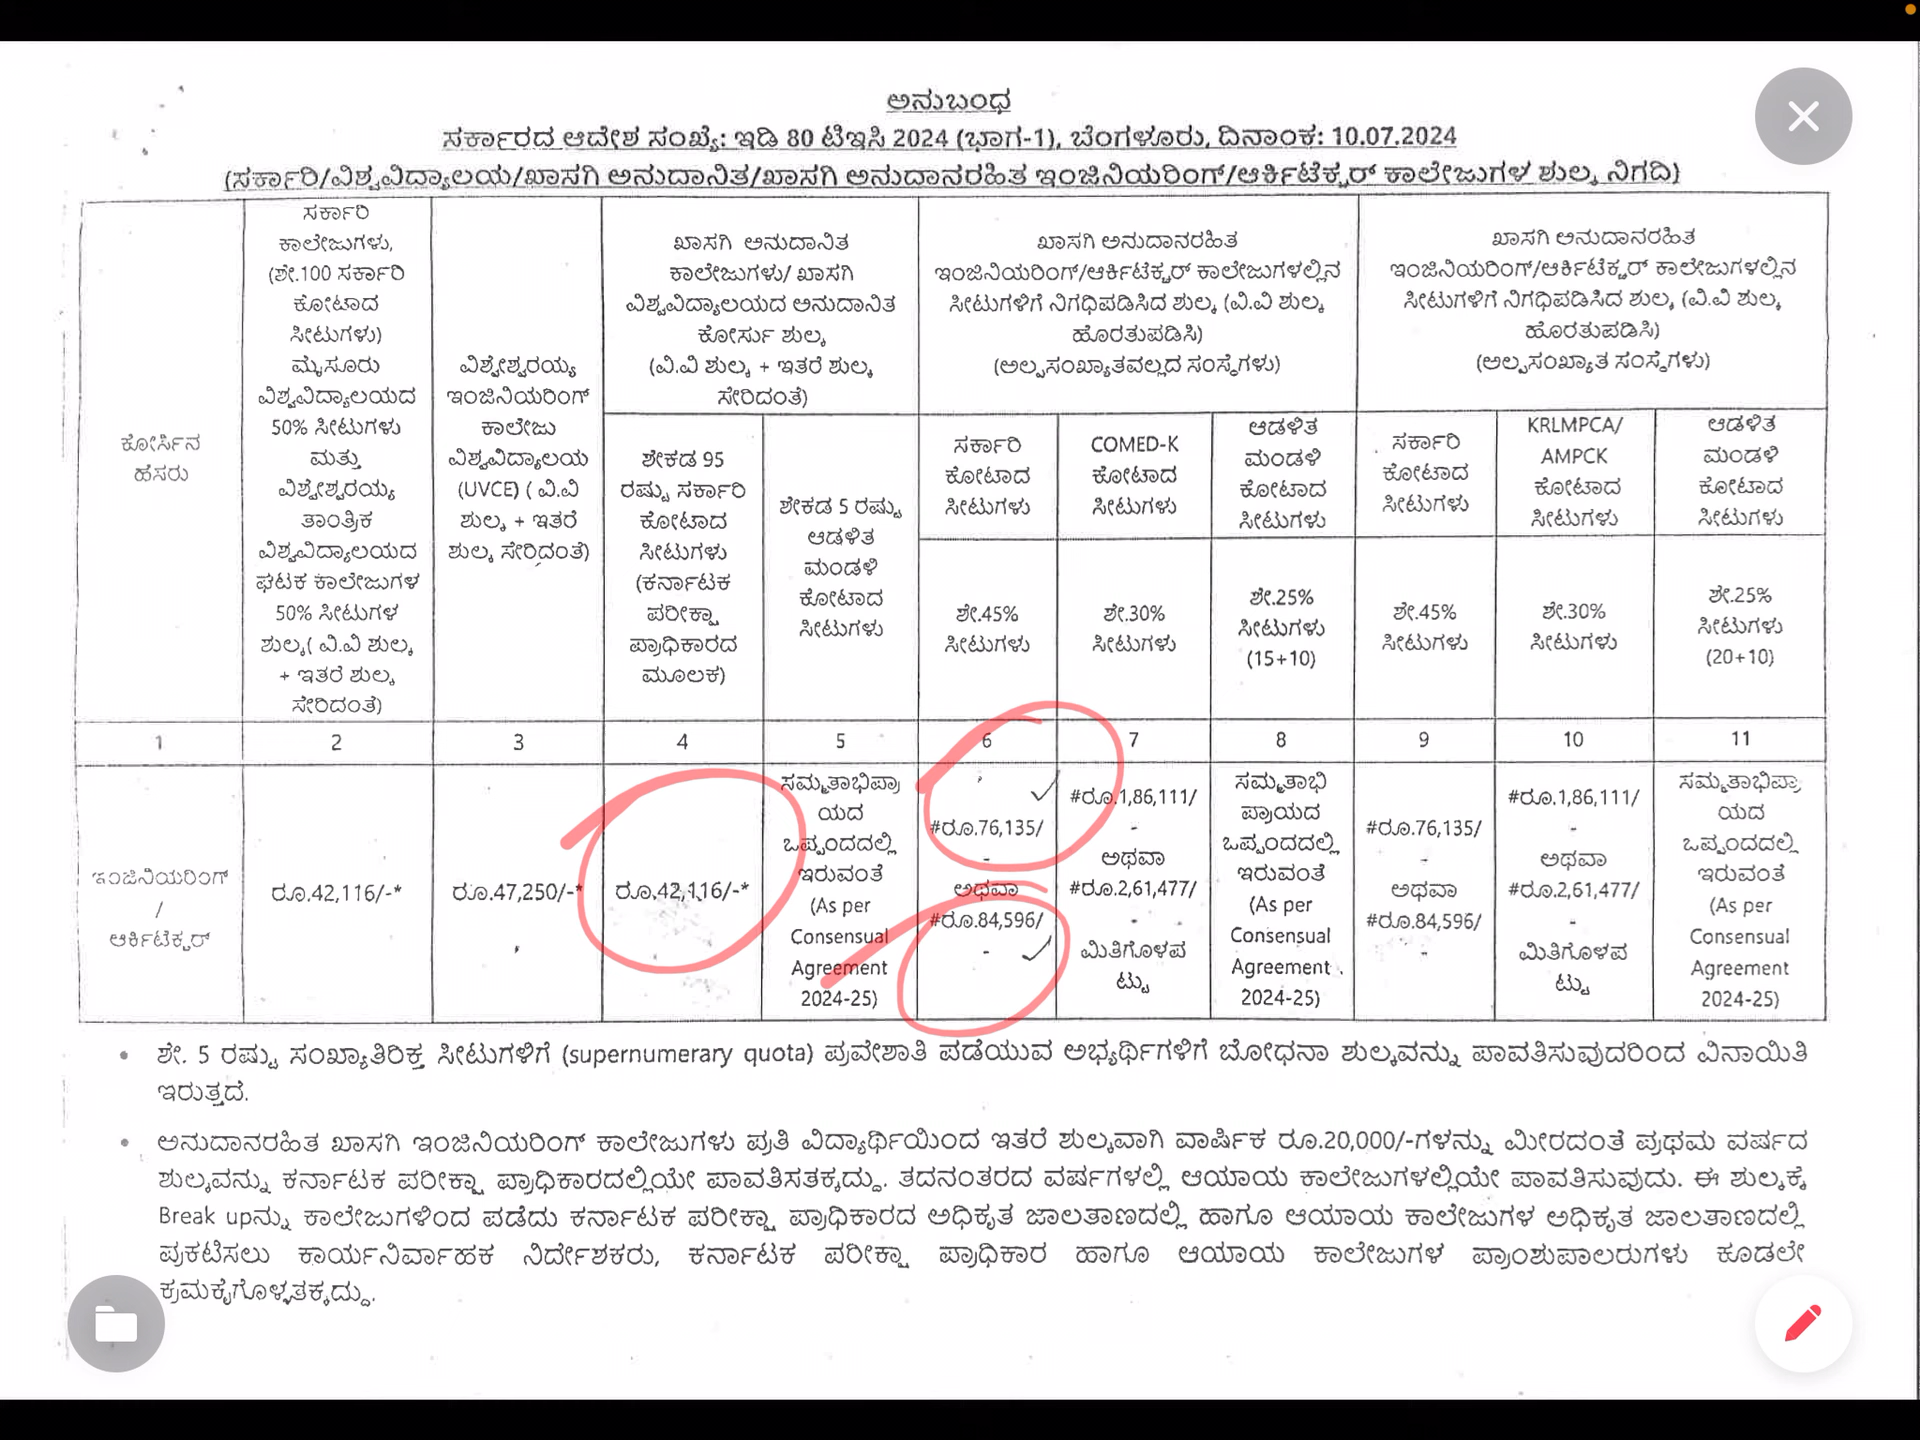 ಅನುಬಂಧ
ಸರ್ಕಾರದ ಆದೇಶ ಸಂಖ್ಯೆ: ಇಡಿ 80 ಟಿಇಸಿ 2024 (ಭಾಗ-1), ಬೆಂಗಳೂರು, ದಿನಾಂಕ: 10.07.2024
(ಸರ್ಕಾರಿ/ವಿಶ್ವವಿದ್ಯಾಲಯ/ಖಾಸಗಿ ಅನುದಾನಿತ/ಖಾಸಗಿ ಅನುದಾನರಹಿತ ಇಂಜಿನಿಯರಿಂಗ್/ಆರ್ಕಿಟೆಕ್ಚರ್ ಕಾಲೇಜುಗಳ ಶುಲ್ಕ ನಿಗದಿ)
ಕೋರ್ಸಿನ
ಹೆಸರು
ಸರ್ಕಾರಿ
ಕಾಲೇಜುಗಳು,
(ಶೇ.100 ಸರ್ಕಾರಿ
ಕೋಟಾದ
ಸೀಟುಗಳು)
ಮೈಸೂರು
ವಿಶ್ವವಿದ್ಯಾಲಯದ
50% ಸೀಟುಗಳು
ಮತ್ತು
ವಿಶ್ವೇಶ್ವರಯ್ಯ
ತಾಂತ್ರಿಕ
ವಿಶ್ವವಿದ್ಯಾಲಯದ
ಘಟಕ ಕಾಲೇಜುಗಳ
50% ಸೀಟುಗಳ
ಶುಲ್ಕ( ವಿ.ವಿ ಶುಲ್ಕ
+ ಇತರೆ ಶುಲ್ಕ
ಸೇರಿದಂತೆ)
ವಿಶ್ವೇಶ್ವರಯ್ಯ
ಇಂಜಿನಿಯರಿಂಗ್
ಕಾಲೇಜು
ವಿಶ್ವವಿದ್ಯಾಲಯ
(UVCE) ( ವಿ.ವಿ
ಶುಲ್ಕ + ಇತರೆ
ಶುಲ್ಕ ಸೇರಿದಂತೆ)
ಖಾಸಗಿ ಅನುದಾನಿತ
ಕಾಲೇಜುಗಳು/ ಖಾಸಗಿ
ವಿಶ್ವವಿದ್ಯಾಲಯದ ಅನುದಾನಿತ
ಕೋರ್ಸು ಶುಲ್ಕ
(ವಿ.ವಿ ಶುಲ್ಕ + ಇತರೆ ಶುಲ್ಕ
ಸೇರಿದಂತೆ)
ಶೇಕಡ 95
ರಷ್ಟು ಸರ್ಕಾರಿ
ಕೋಟಾದ
ಸೀಟುಗಳು
(ಕರ್ನಾಟಕ
ಪರೀಕ್ಷಾ
ಪ್ರಾಧಿಕಾರದ
ಮೂಲಕ)
ಶೇಕಡ 5 ರಷ್ಟು
ಆಡಳಿತ
ಮಂಡಳಿ
ಕೋಟಾದ
ಸೀಟುಗಳು
ಖಾಸಗಿ ಅನುದಾನರಹಿತ
ಇಂಜಿನಿಯರಿಂಗ್/ಆರ್ಕಿಟೆಕ್ಚರ್ ಕಾಲೇಜುಗಳಲ್ಲಿನ
ಸೀಟುಗಳಿಗೆ ನಿಗಧಿಪಡಿಸಿದ ಶುಲ್ಕ (ವಿ.ವಿ ಶುಲ್ಕ
ಹೊರತುಪಡಿಸಿ)
(ಅಲ್ಪಸಂಖ್ಯಾತವಲ್ಲದ ಸಂಸ್ಥೆಗಳು)
ಸರ್ಕಾರಿ
ಕೋಟಾದ
ಸೀಟುಗಳು
COMED-K
ಕೋಟಾದ
ಸೀಟುಗಳು
ಆಡಳಿತ
ಮಂಡಳಿ
ಕೋಟಾದ
ಸೀಟುಗಳು
ಶೇ.45%
ಸೀಟುಗಳು
ಶೇ.30%
ಸೀಟುಗಳು
ಶೇ.25%
ಸೀಟುಗಳು
(15+10)
ಖಾಸಗಿ ಅನುದಾನರಹಿತ
ಇಂಜಿನಿಯರಿಂಗ್/ಆರ್ಕಿಟೆಕ್ಚರ್ ಕಾಲೇಜುಗಳಲ್ಲಿನ
ಸೀಟುಗಳಿಗೆ ನಿಗಧಿಪಡಿಸಿದ ಶುಲ್ಕ (ವಿ.ವಿ ಶುಲ್ಕ
ಹೊರತುಪಡಿಸಿ)
(ಅಲ್ಪಸಂಖ್ಯಾತ ಸಂಸ್ಥೆಗಳು)
ಸರ್ಕಾರಿ
ಕೋಟಾದ
ಸೀಟುಗಳು
KRLMPCA/
AMPCK
ಕೋಟಾದ
ಸೀಟುಗಳು
ಆಡಳಿತ
ಮಂಡಳಿ
ಕೋಟಾದ
ಸೀಟುಗಳು
ಶೇ.45%
ಸೀಟುಗಳು
ಶೇ.30%
ಸೀಟುಗಳು
ಶೇ.25%
ಸೀಟುಗಳು
(20+10)
1 2 3 4 5 6 7 8 9 10 11
ಇಂಜಿನಿಯರಿಂಗ್
/
ಆರ್ಕಿಟೆಕ್ಚರ್
ರೂ.42,116/-*
ರೂ.47,250/-*
ರೂ.42,116/-*
ಸಮ್ಮತಾಭಿಪ್ರಾ
ಯದ
ಒಪ್ಪಂದದಲ್ಲಿ
ಇರುವಂತೆ
(As per
Consensual
Agreement
2024-25)
#ರೂ.76,135/
-
ಅಥವಾ
#ರೂ.84,596/
-
#ರೂ.1,86,111/
-
ಅಥವಾ
#ರೂ.2,61,477/
-
ಮಿತಿಗೊಳಪ
ಟ್ಟು
ಸಮ್ಮತಾಭಿ
ಪ್ರಾಯದ
ಒಪ್ಪಂದದಲ್ಲಿ
ಇರುವಂತೆ
(As per
Consensual
Agreement
2024-25)
#ರೂ.76,135/
-
ಅಥವಾ
#ರೂ.84,596/
-
#ರೂ.1,86,111/
-
ಅಥವಾ
#ರೂ.2,61,477/
-
ಮಿತಿಗೊಳಪ
ಟ್ಟು
ಸಮ್ಮತಾಭಿಪ್ರಾ
ಯದ
ಒಪ್ಪಂದದಲ್ಲಿ
ಇರುವಂತೆ
(As per
Consensual
Agreement
2024-25)
• ಶೇ. 5 ರಷ್ಟು ಸಂಖ್ಯಾತಿರಿಕ್ತ ಸೀಟುಗಳಿಗೆ (supernumerary quota) ಪ್ರವೇಶಾತಿ ಪಡೆಯುವ ಅಭ್ಯರ್ಥಿಗಳಿಗೆ ಬೋಧನಾ ಶುಲ್ಕವನ್ನು ಪಾವತಿಸುವುದರಿಂದ ವಿನಾಯಿತಿ
ಇರುತ್ತದೆ.
• ಅನುದಾನರಹಿತ ಖಾಸಗಿ ಇಂಜಿನಿಯರಿಂಗ್ ಕಾಲೇಜುಗಳು ಪ್ರತಿ ವಿದ್ಯಾರ್ಥಿಯಿಂದ ಇತರೆ ಶುಲ್ಕವಾಗಿ ವಾರ್ಷಿಕ ರೂ.20,000/-ಗಳನ್ನು ಮೀರದಂತೆ ಪ್ರಥಮ ವರ್ಷದ
ಶುಲ್ಕವನ್ನು ಕರ್ನಾಟಕ ಪರೀಕ್ಷಾ ಪ್ರಾಧಿಕಾರದಲ್ಲಿಯೇ ಪಾವತಿಸತಕ್ಕದ್ದು. ತದನಂತರದ ವರ್ಷಗಳಲ್ಲಿ ಆಯಾಯ ಕಾಲೇಜುಗಳಲ್ಲಿಯೇ ಪಾವತಿಸುವುದು. ಈ ಶುಲ್ಕಕ್ಕೆ
Break upನ್ನು ಕಾಲೇಜುಗಳಿಂದ ಪಡೆದು ಕರ್ನಾಟಕ ಪರೀಕ್ಷಾ ಪ್ರಾಧಿಕಾರದ ಅಧಿಕೃತ ಜಾಲತಾಣದಲ್ಲಿ ಹಾಗೂ ಆಯಾಯ ಕಾಲೇಜುಗಳ ಅಧಿಕೃತ ಜಾಲತಾಣದಲ್ಲಿ
ಪ್ರಕಟಿಸಲು ಕಾರ್ಯನಿರ್ವಾಹಕ ನಿರ್ದೇಶಕರು, ಕರ್ನಾಟಕ ಪರೀಕ್ಷಾ ಪ್ರಾಧಿಕಾರ ಹಾಗೂ ಆಯಾಯ ಕಾಲೇಜುಗಳ ಪ್ರಾಂಶುಪಾಲರುಗಳು ಕೂಡಲೇ
ಕ್ರಮಕೈಗೊಳ್ಳತಕ್ಕದ್ದು.